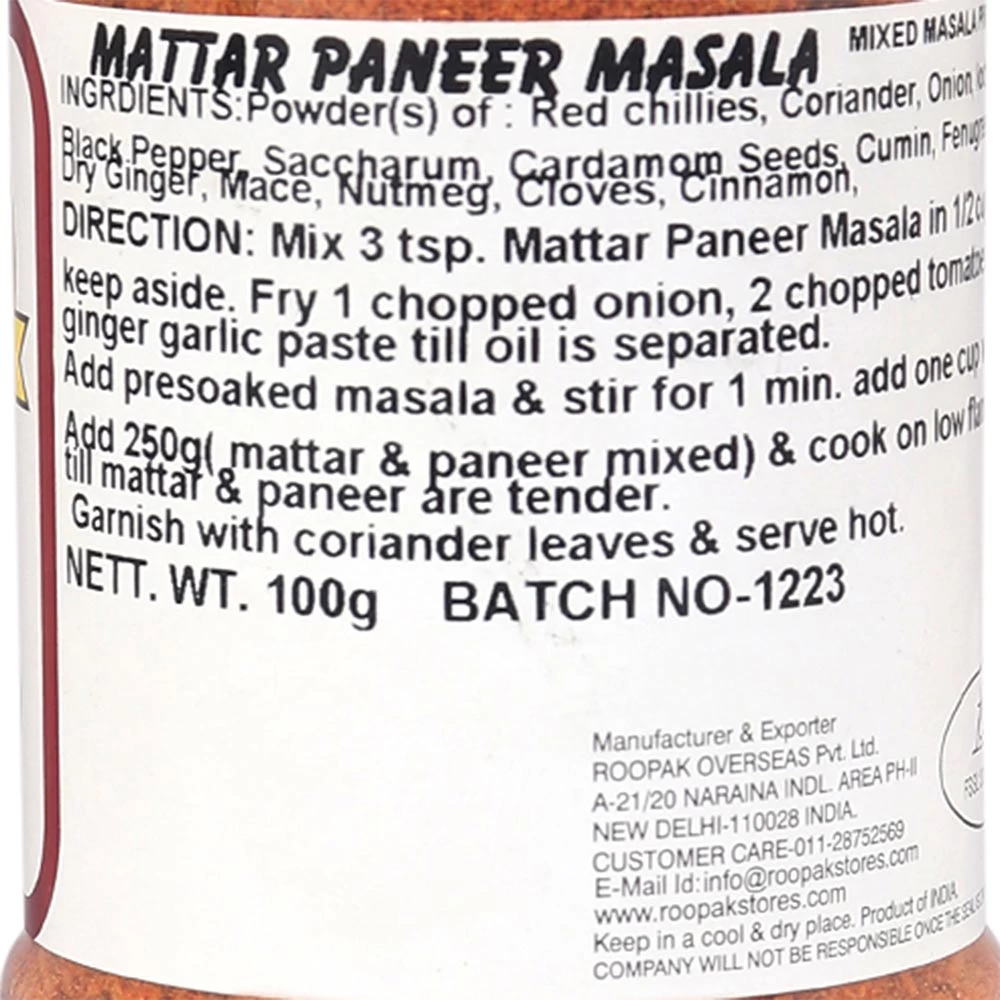 MATTAR PANEER MASALA MIXED MASALA
INGRDIENTS:Powder(s) of : Red chillies, Coriander, Onion,
Black Pepper, Saccharum, Cardamom Seeds, Cumin,
Dry Ginger, Mace, Nutmeg, Cloves, Cinnamon,
DIRECTION: Mix 3 tsp. Mattar Paneer Masala in 1/2
keep aside. Fry 1 chopped onion, 2 chopped
ginger garlic paste till oil is separated.
Add presoaked masala & stir for 1 min. add one cup
Add 250g( mattar & paneer mixed) & cook on low
till mattar & paneer are tender.
Garnish with coriander leaves & serve hot.
NETT. WT. 100g BATCH NO-1223
Manufacturer & Exporter
ROOPAK OVERSEAS Pvt. Ltd.
A-21/20 NARAINA INDL. AREA PH-II
NEW DELHI-110028 INDIA.
CUSTOMER CARE-011-28752569
E-Mail Id:info@roopakstores.com
www.roopakstores.com
Keep in a cool & dry place. Product of INDIA.
COMPANY WILL NOT BE RESPONSIBLE ONCE THE SEAL